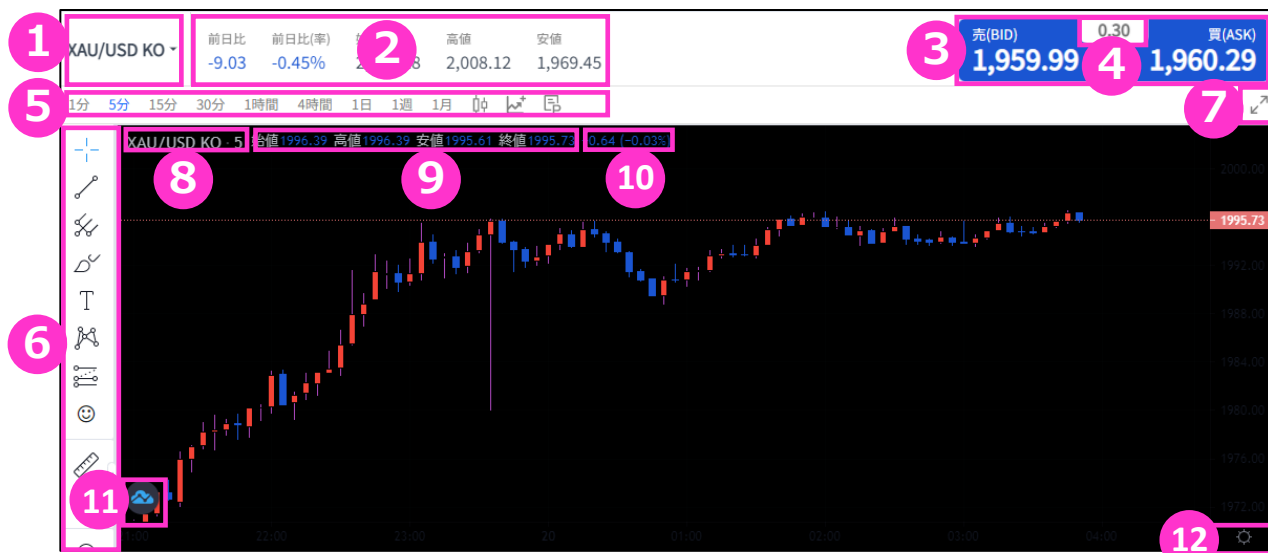 1 XAU/USD KO
前日比 前日比(率) 2 高値 安値
-9.03 -0.45% 2,008.12 1,969.45
3 売(BID) 0.30 買(ASK)
1,959.99 4 1,960.29
5 1分 5分 15分 30分 1時間 4時間 1日 1週 1月 7
XAU/USD KO · 5 始値1996.39 高値1996.39 安値1995.61 終値1995.73 0.64 (-0.03%)
8 9 10
2000.00
1995.73
1992.00
1988.00
6 T
1984.00
1980.00
1976.00
11
1972.00
22:00 23:00 20 01:00 02:00 03:00 04:00 12